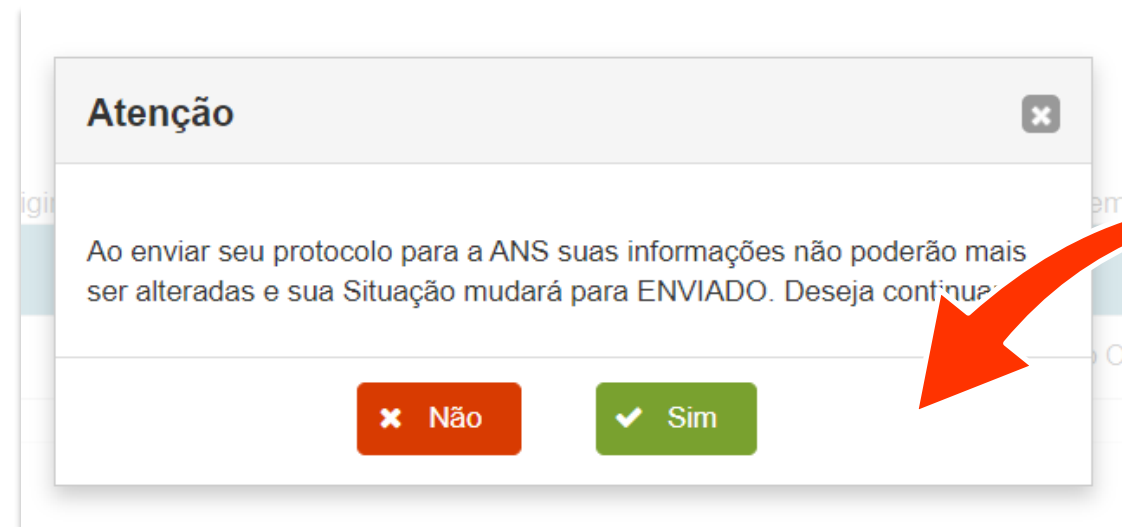 Atenção
Ao enviar seu protocolo para a ANS suas informações não poderão mais
ser alteradas e sua Situação mudará para ENVIADO. Deseja
Não
Sim